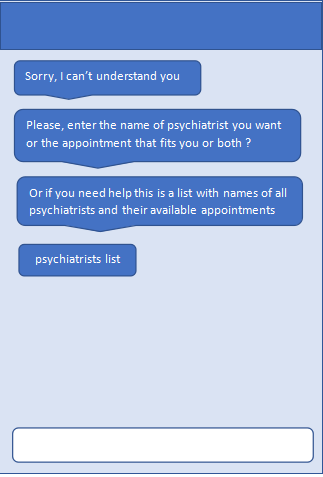 Sorry, I can't understand you
Please, enter the name of psychiatrist you want
or the appointment that fits you or both ?
Or if you need help this is a list with names of all
psychiatrists and their available appointments
psychiatrists list